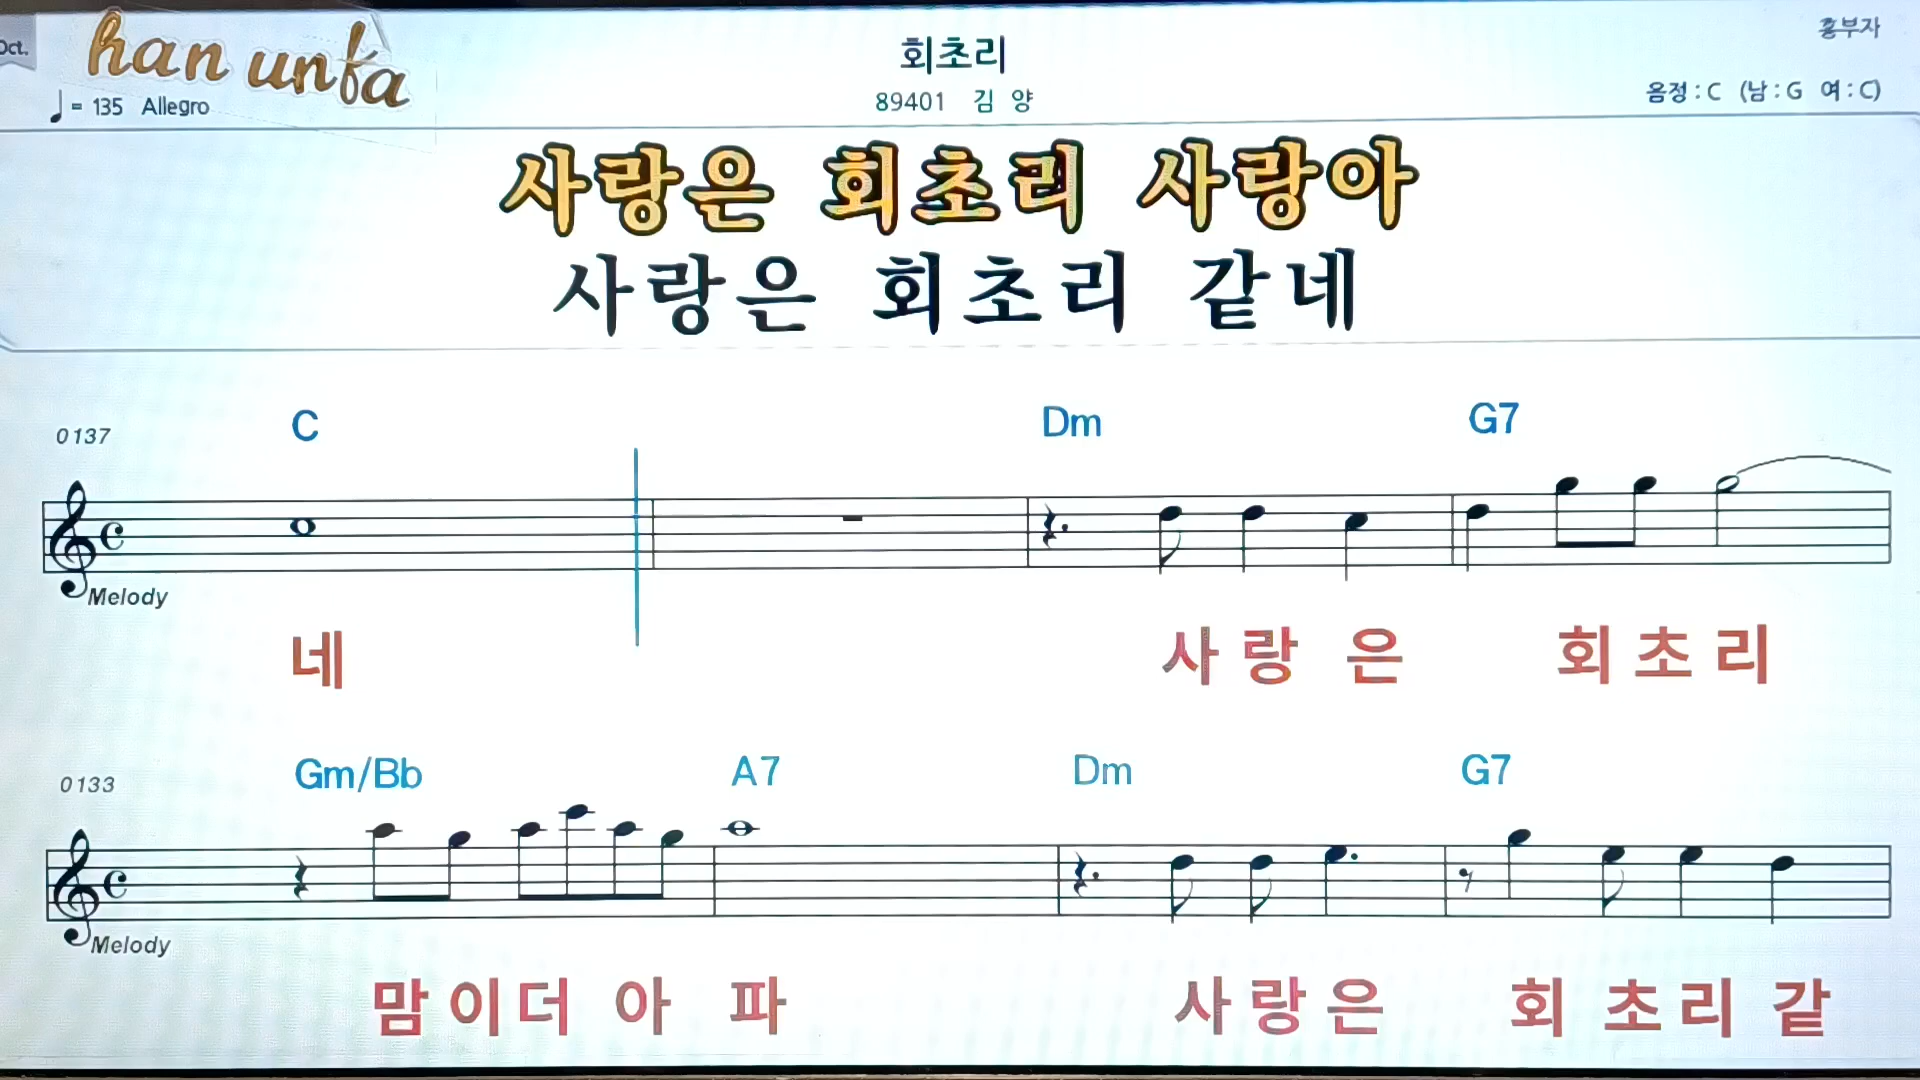 Oct.
han unfa
회초리
홍부자
♩ = 135 Allegro
89401 김 양
음정 : C (남 : G 여 : C)
사랑은 회초리 사랑아
사랑은 회초리 같네
0137
C Dm G7
Melody
네 사 랑 은 회 초 리
0133
Gm/Bb A7 Dm G7
Melody
맘 이 더 아 파 사 랑 은 회 초 리 같